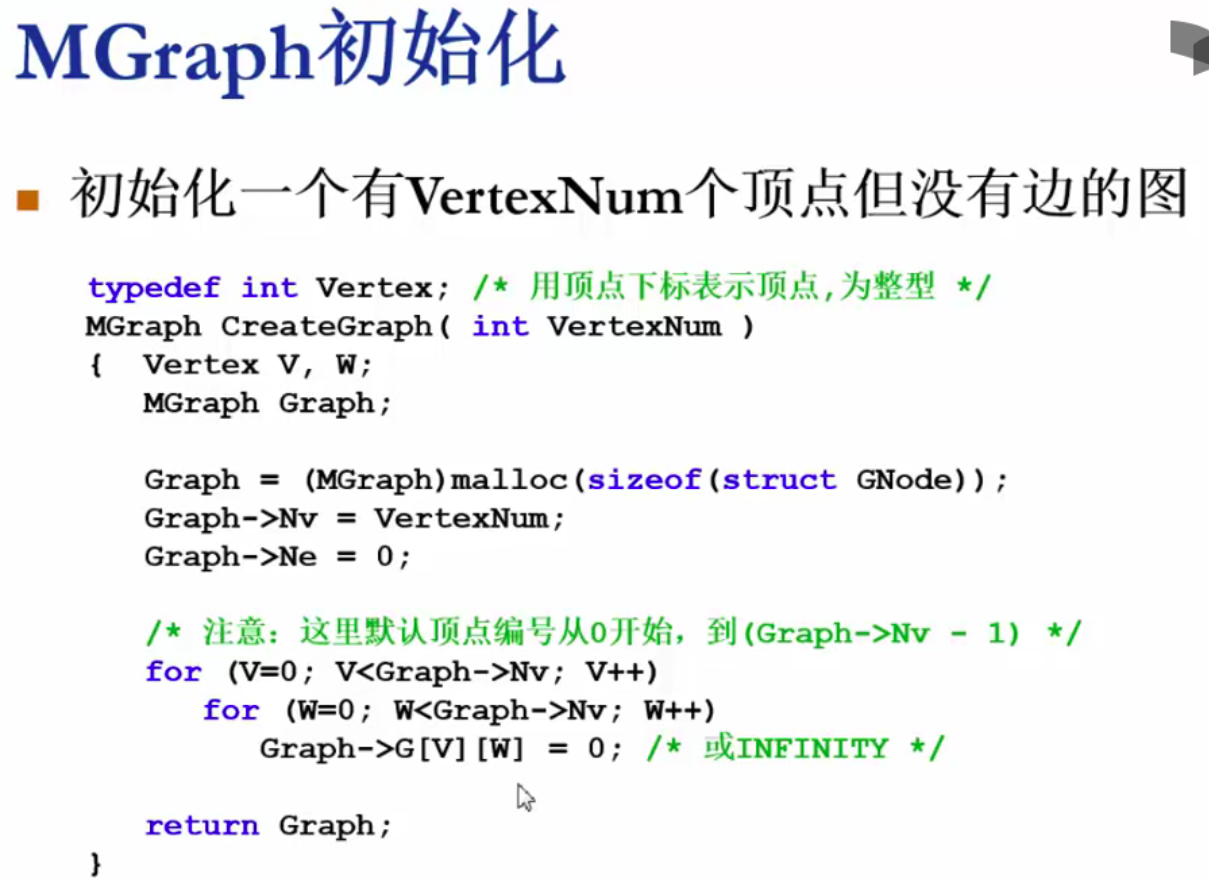 MGraph初始化
初始化一个有VertexNum个顶点但没有边的图
typedef int Vertex; /* 用顶点下标表示顶点,为整型 */
MGraph CreateGraph( int VertexNum )
{ Vertex V, W;
MGraph Graph;
Graph = (MGraph)malloc(sizeof(struct GNode));
Graph->Nv = VertexNum;
Graph->Ne = 0;
/* 注意：这里默认顶点编号从0开始，到(Graph->Nv - 1) */
for (V=0; V<Graph->Nv; V++)
for (W=0; W<Graph->Nv; W++)
Graph->G[V][W] = 0; /* 或INFINITY */
return Graph;
}